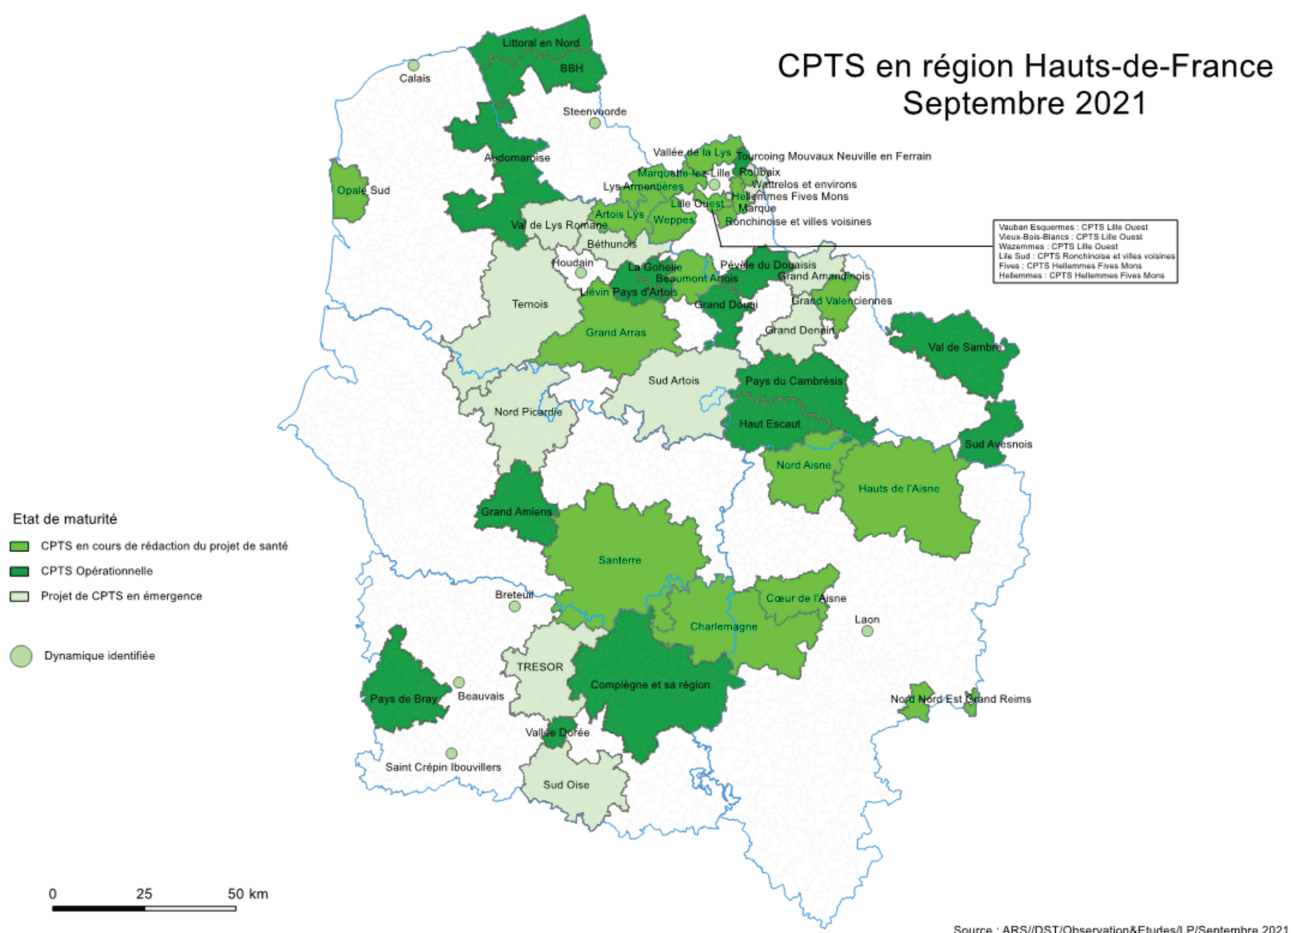 CPTS en région Hauts-de-France
Septembre 2021
Littoral en Nord
BBH
Calais
Steenvoorde
Audomaroise
Vallée de la Lys
Tourcoing Mouvaux Neuville en Ferrain
Marquette-lez-Lille
Roubaix
Opale Sud
Lys Armentières
Wattrelos et environs
Hellemmes Fives Mons
Lille Ouest
Marque
Artois Lys
Weppes
Ronchinoise et villes voisines
Val de Lys Romane
Béthunois
Vauban Esquermes : CPTS Lille Ouest
Vieux-Bois-Blancs : CPTS Lille Ouest
Wazemmes : CPTS Lille Ouest
Lile Sud : CPTS Ronchinoise et villes voisines
Fives : CPTS Hellemmes Fives Mons
Hellemmes : CPTS Hellemmes Fives Mons
Houdain
La Gohélie
Pévèle du Douaisis
Beaumont Artois
Grand Amandinois
Liévin Pays d'Artois
Ternois
Grand Douai
Grand Valenciennes
Grand Arras
Grand Denain
Val de Sambre
Sud Artois
Pays du Cambrésis
Nord Picardie
Haut Escaut
Sud Avesnois
Nord Aisne
Hauts de l'Aisne
Grand Amiens
Etat de maturité
CPTS en cours de rédaction du projet de santé
CPTS Opérationnelle
Projet de CPTS en émergence
Dynamique identifiée
Santerre
Breteuil
Cœur de l'Aisne
Charlemagne
Laon
TRESOR
Compiègne et sa région
Pays de Bray
Beauvais
Nord Nord Est Grand Reims
Vallée Dorée
Saint Crépin Ibouvillers
Sud Oise
0 25 50 km
Source : ARS//DST/Observation&Etudes/LP/Septembre 2021